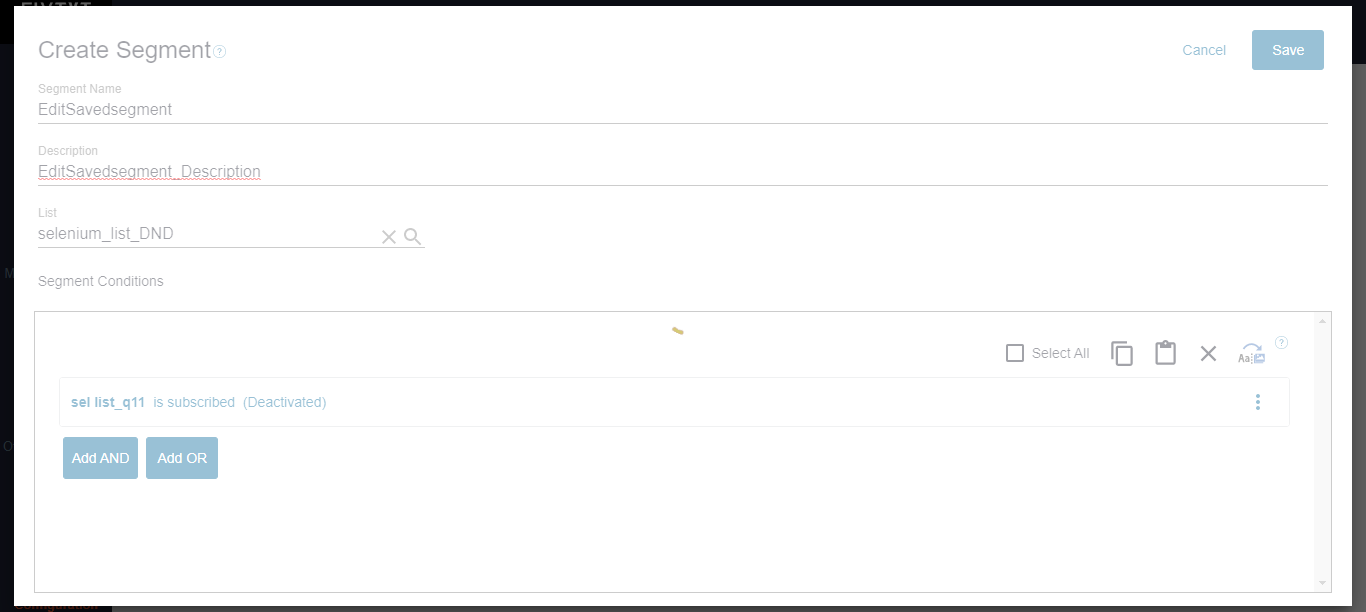 Create Segment ?
Cancel
Save
Segment Name
EditSavedsegment
Description
EditSavedsegment_Description
List
selenium_list_DND
Segment Conditions
Select All
Aa
?
sel list_q11 is subscribed (Deactivated)
Add AND
Add OR